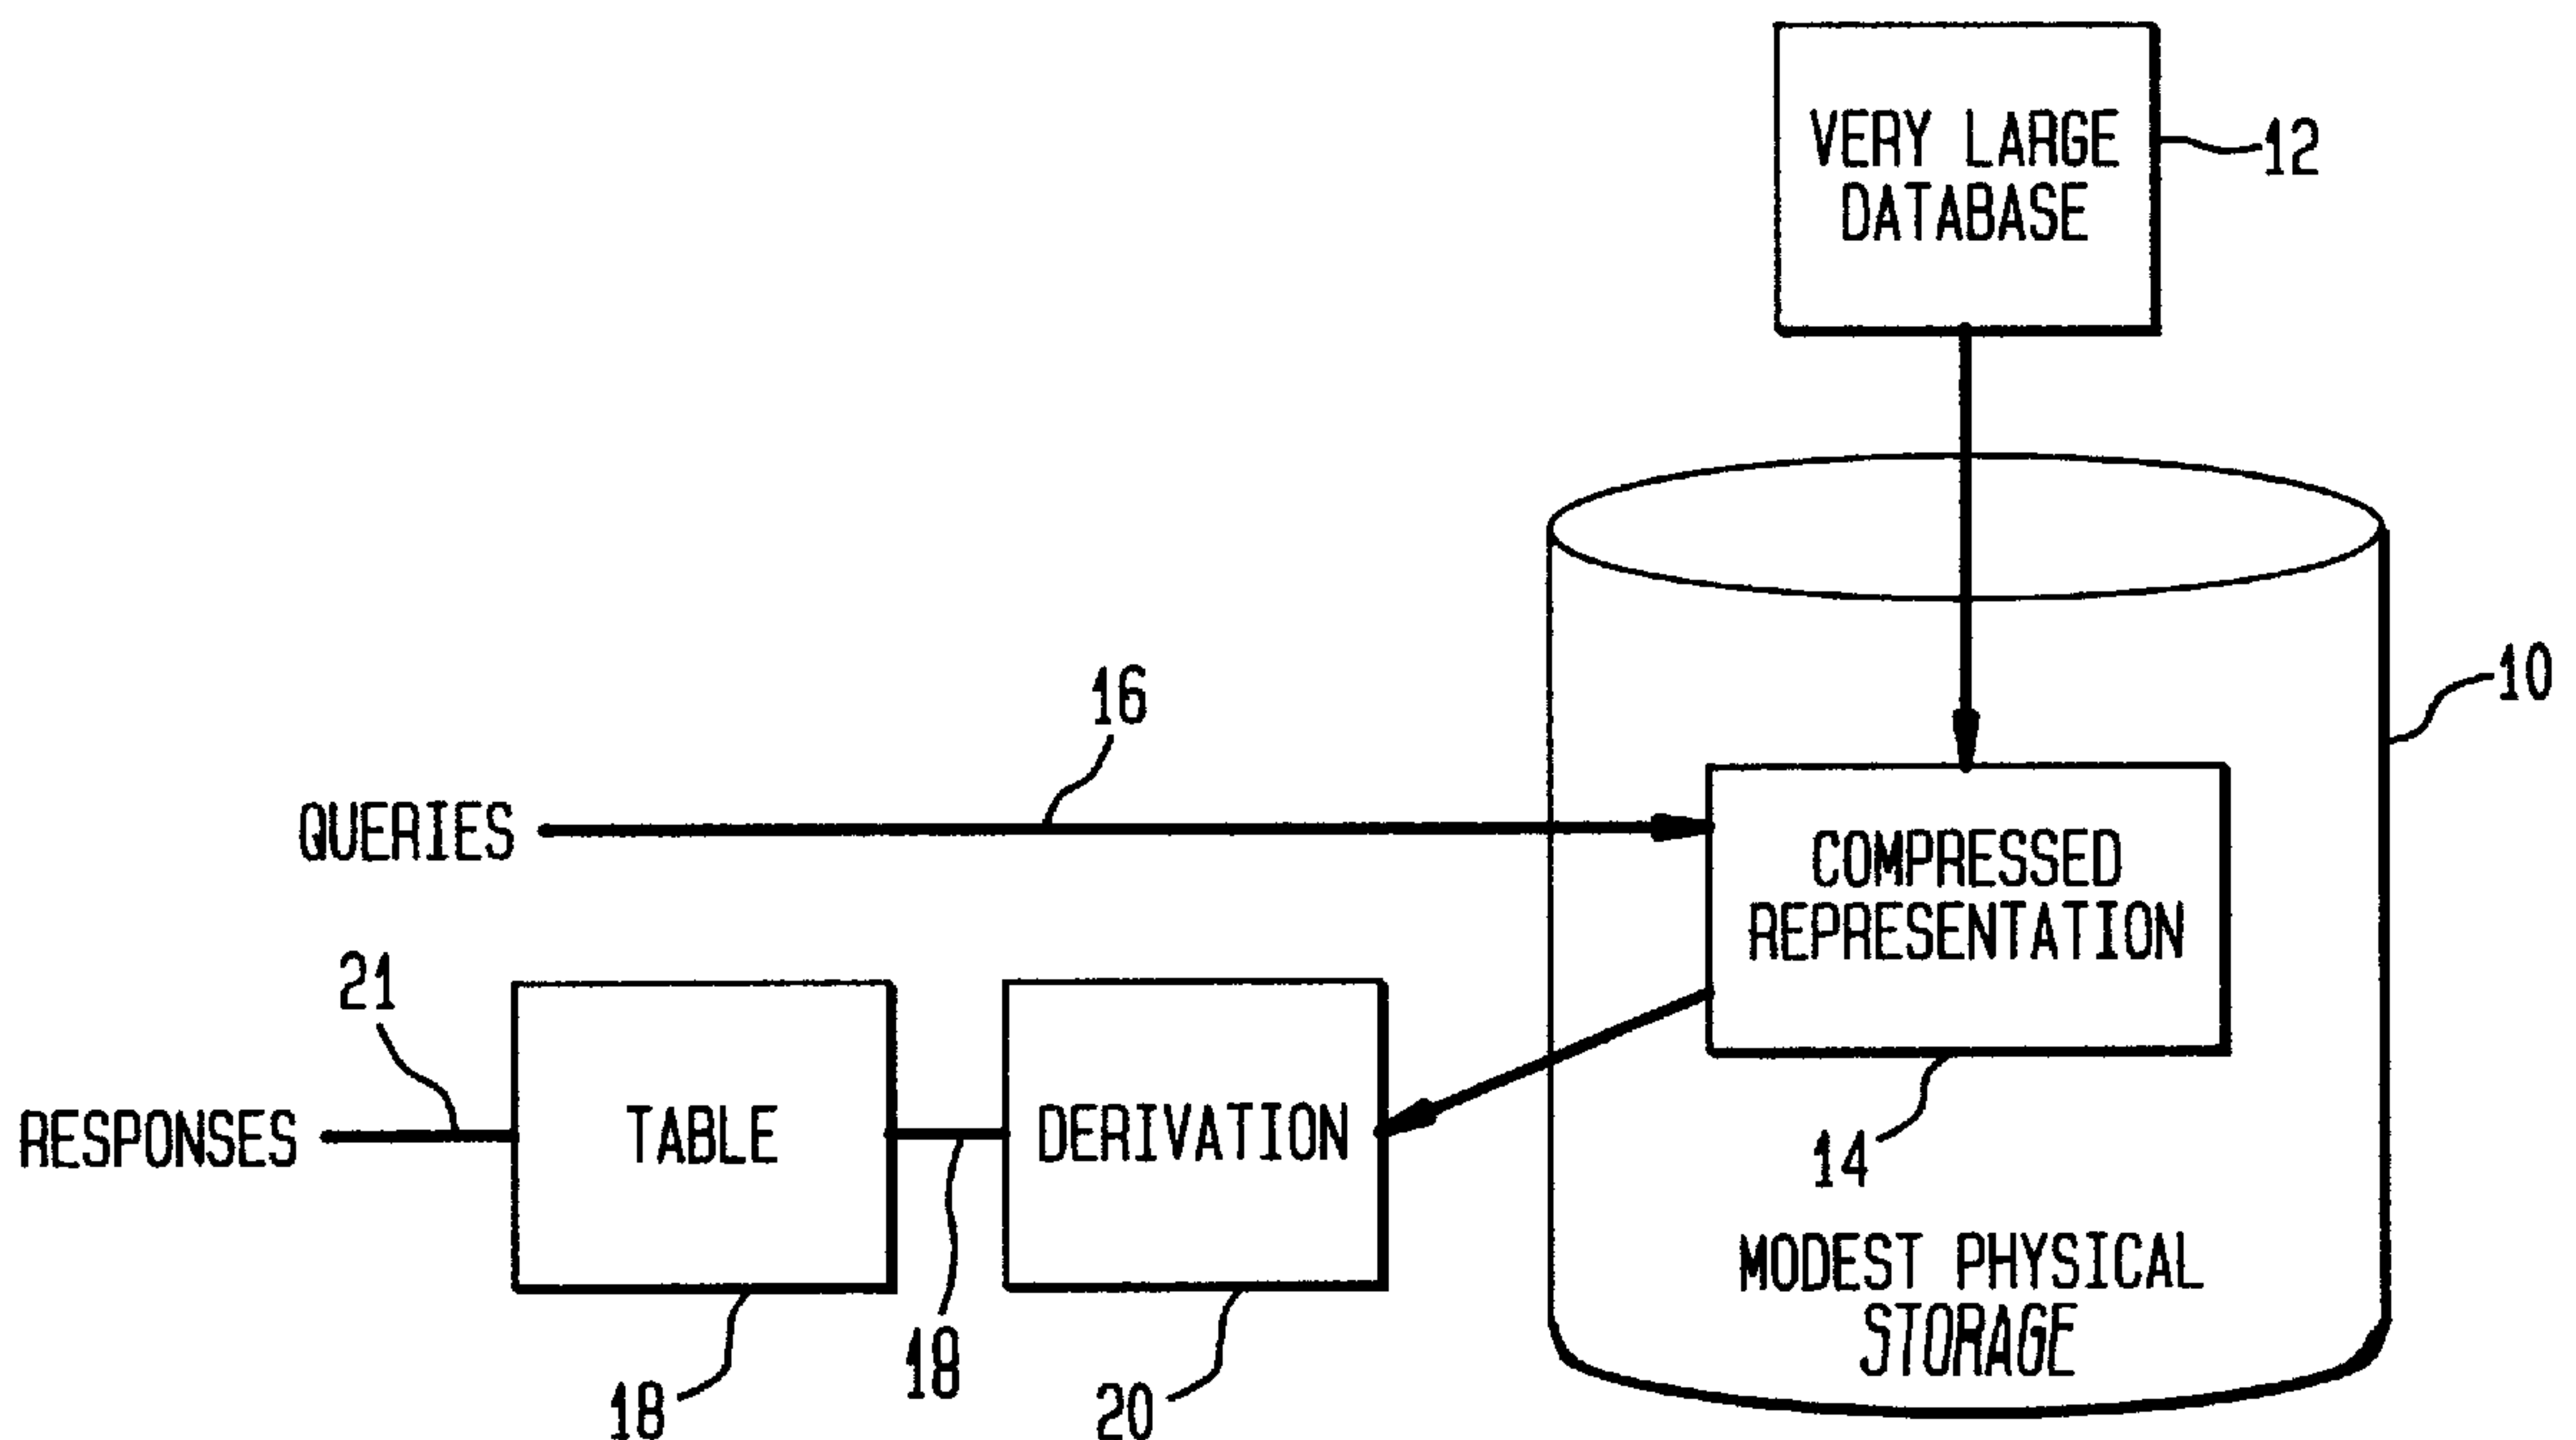 VERY LARGE
DATABASE
12
10
16
QUERIES
COMPRESSED
REPRESENTATION
14
21
RESPONSES
TABLE
DERIVATION
18
18
20
MODEST PHYSICAL
STORAGE